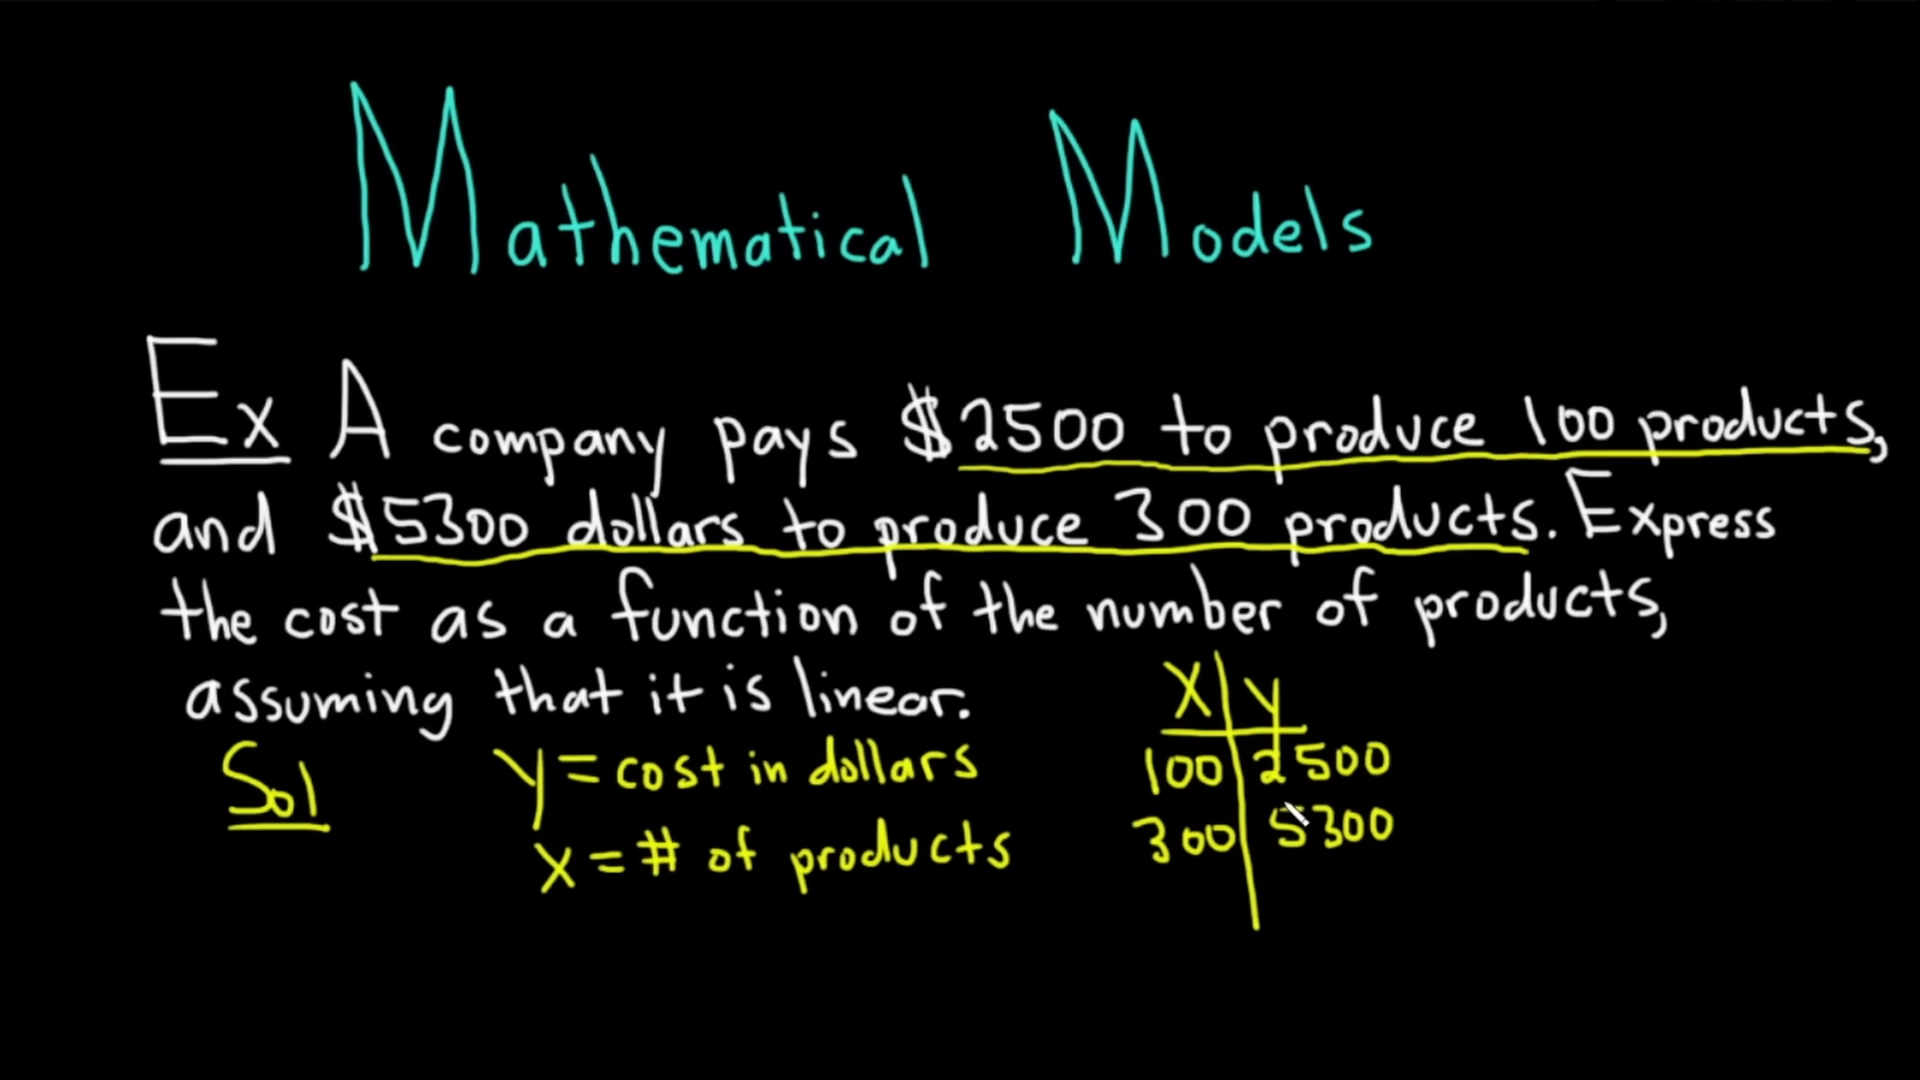 Mathematical Models
Ex A company pays $2500 to produce 100 products,
and $5300 dollars to produce 300 products. Express
the cost as a function of the number of products,
assuming that it is linear.
Sol
y = cost in dollars
x = # of products
x y
100 2500
300 5300